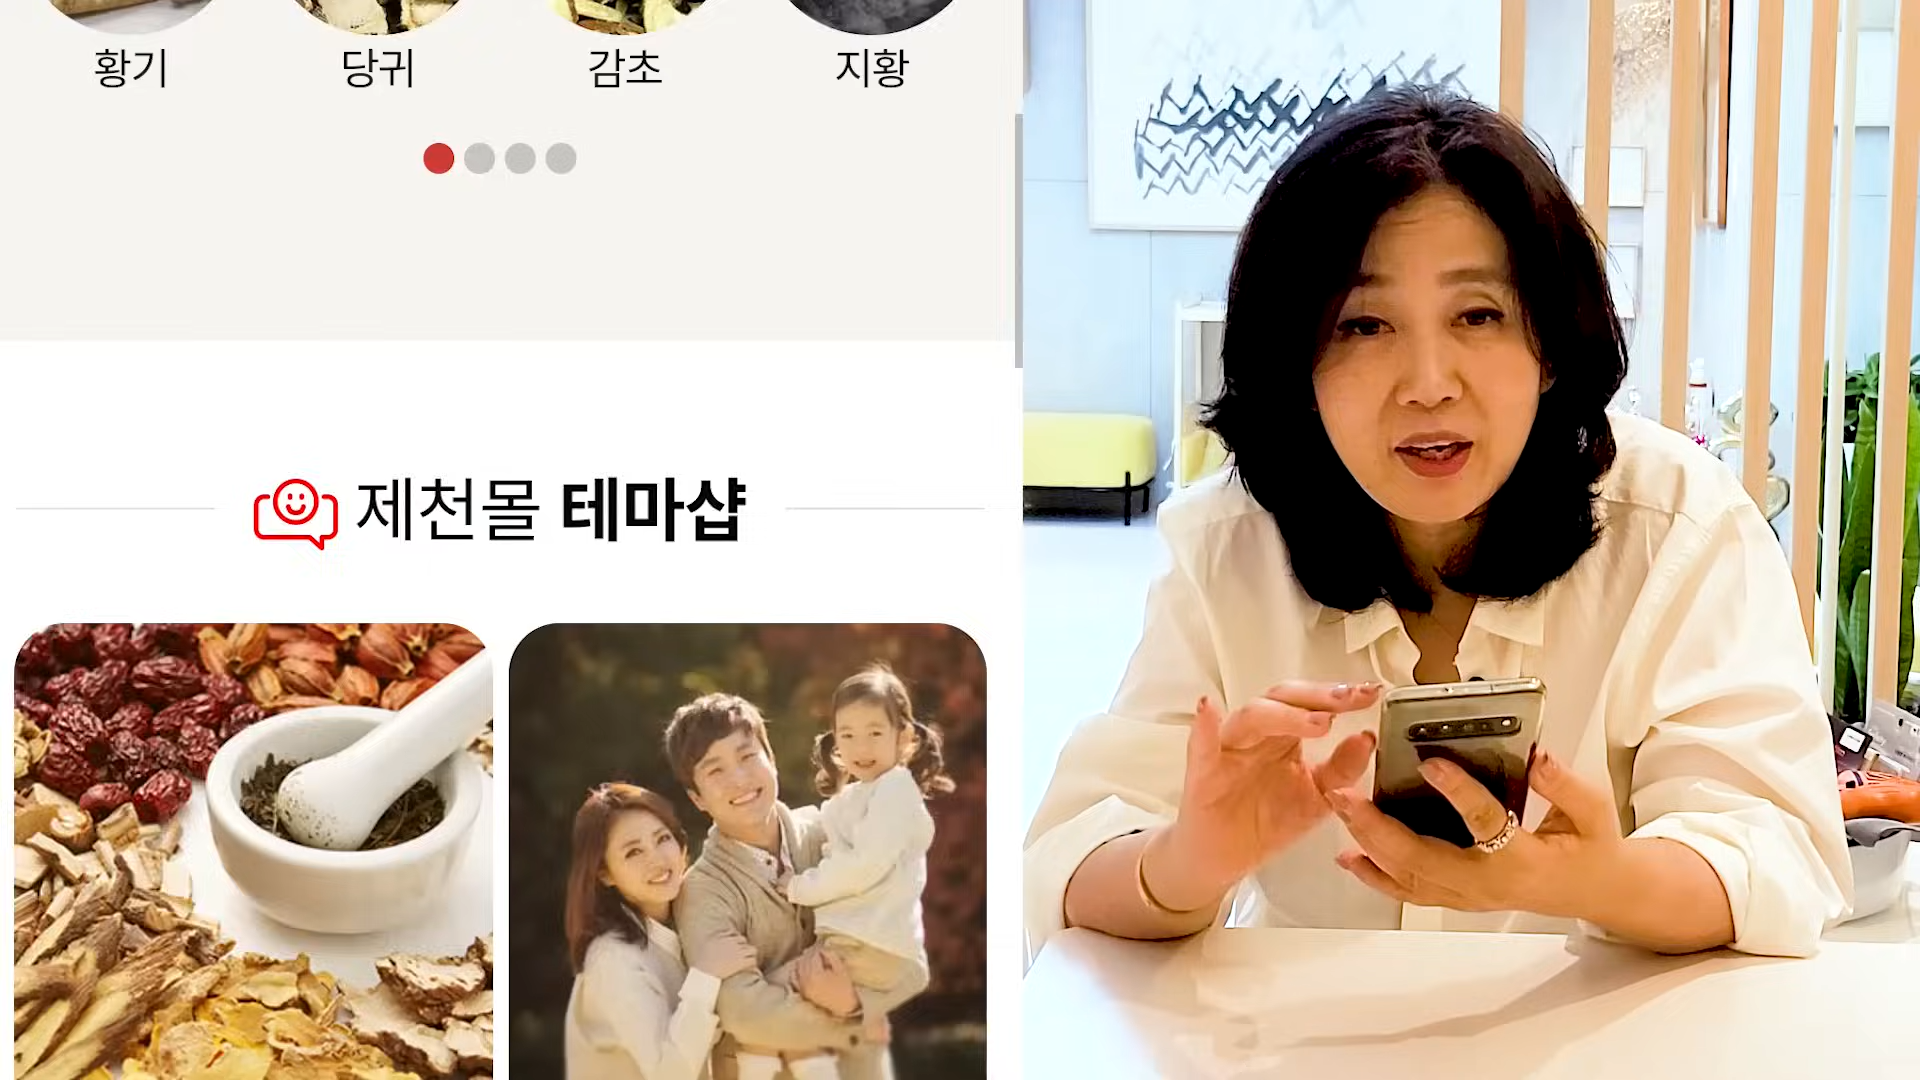 황기
당귀
감초
지황
제천몰 테마샵